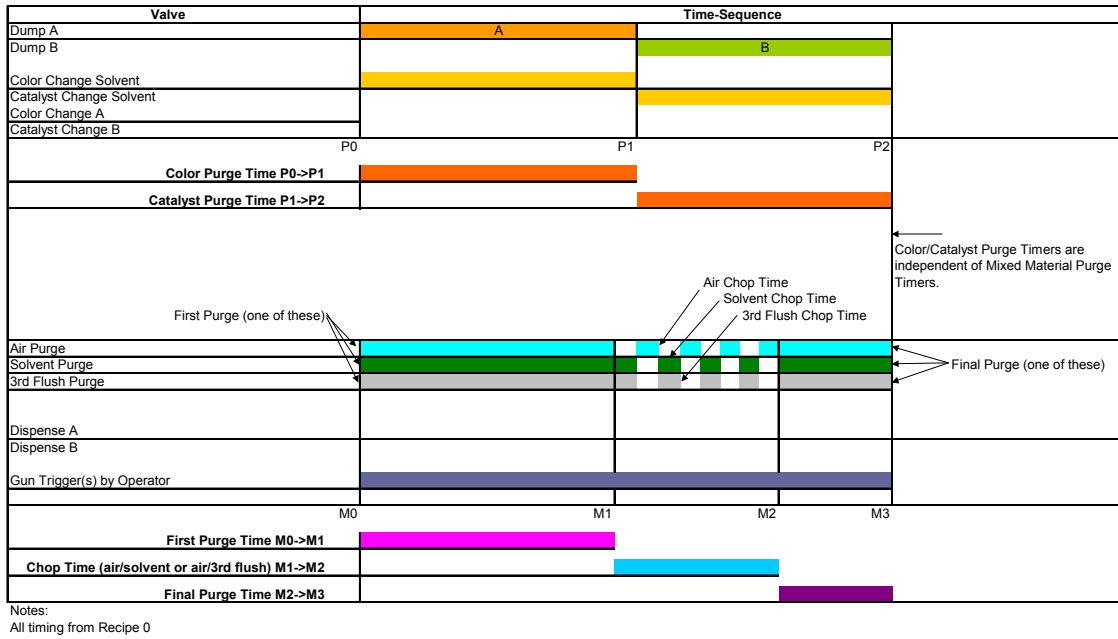 Valve Time-Sequence
Dump A A
Dump B B
Color Change Solvent
Catalyst Change Solvent
Color Change A
Catalyst Change B
P0 P1 P2
Color Purge Time P0->P1
Catalyst Purge Time P1->P2
Color/Catalyst Purge Timers are
independent of Mixed Material Purge
Timers.
Air Chop Time
Solvent Chop Time
First Purge (one of these) 3rd Flush Chop Time
Air Purge
Solvent Purge Final Purge (one of these)
3rd Flush Purge
Dispense A
Dispense B
Gun Trigger(s) by Operator
M0 M1 M2 M3
First Purge Time M0->M1
Chop Time (air/solvent or air/3rd flush) M1->M2
Final Purge Time M2->M3
Notes:
All timing from Recipe 0